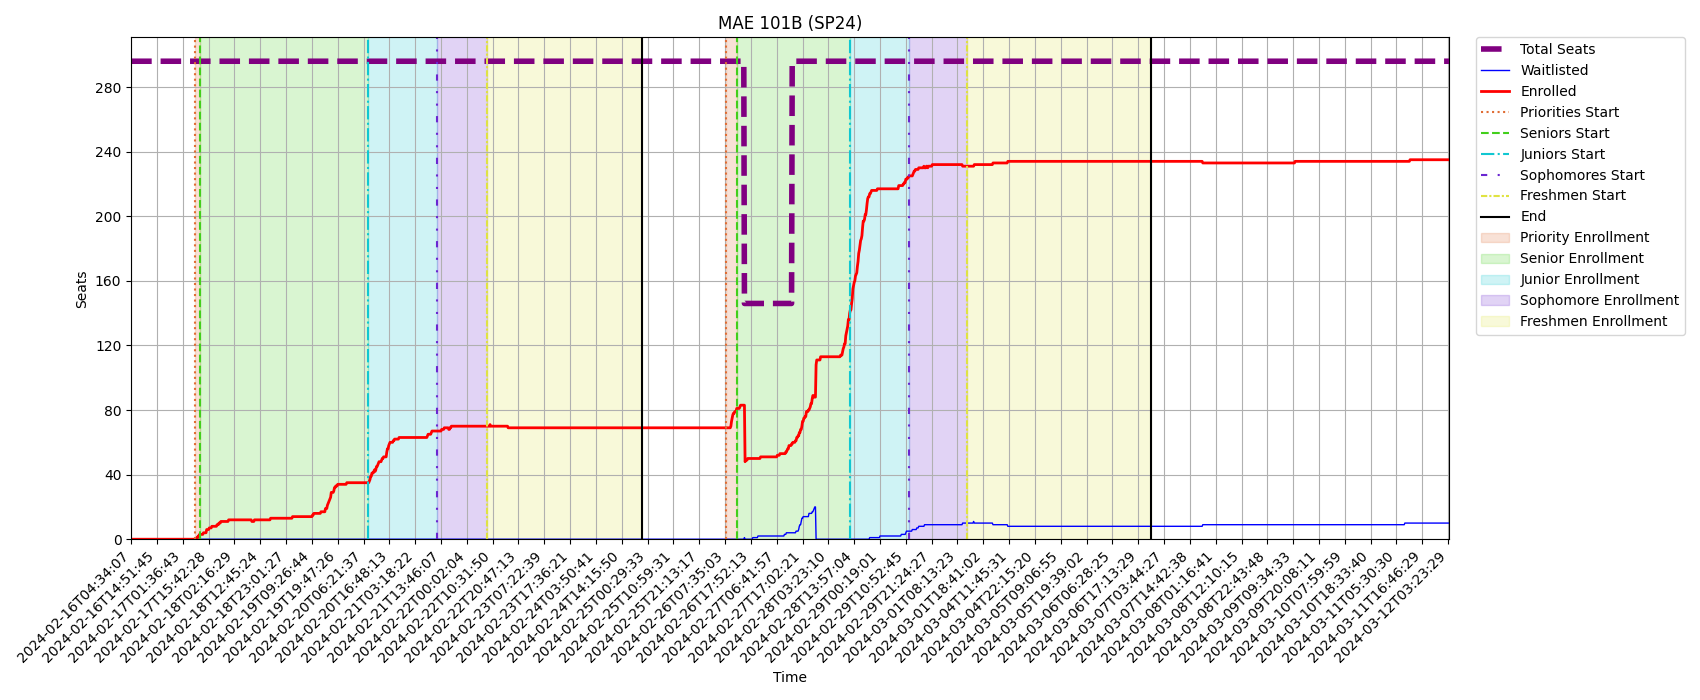 MAE 101B (SP24)
Seats
280
240
200
160
120
80
40
0
2024-02-16T04:34:07
2024-02-16T14:51:45
2024-02-17T01:36:43
2024-02-17T15:42:28
2024-02-18T02:16:29
2024-02-18T12:45:24
2024-02-18T23:01:27
2024-02-19T09:26:44
2024-02-19T19:47:26
2024-02-20T06:21:37
2024-02-20T16:48:13
2024-02-21T03:18:22
2024-02-21T13:46:07
2024-02-22T00:02:04
2024-02-22T10:31:50
2024-02-22T20:47:13
2024-02-23T07:22:39
2024-02-23T17:36:21
2024-02-24T03:50:41
2024-02-24T14:15:50
2024-02-25T00:29:33
2024-02-25T10:59:31
2024-02-25T21:13:17
2024-02-26T07:35:03
2024-02-26T17:52:13
2024-02-27T06:41:57
2024-02-27T17:02:21
2024-02-28T03:23:10
2024-02-28T13:57:04
2024-02-29T00:19:01
2024-02-29T10:52:45
2024-02-29T21:24:27
2024-03-01T08:13:23
2024-03-01T18:41:02
2024-03-04T11:45:31
2024-03-04T22:15:20
2024-03-05T09:06:55
2024-03-05T19:39:02
2024-03-06T06:28:25
2024-03-06T17:13:29
2024-03-07T03:44:27
2024-03-07T14:42:38
2024-03-08T01:16:41
2024-03-08T12:10:15
2024-03-08T22:43:48
2024-03-09T09:34:33
2024-03-09T20:08:11
2024-03-10T07:59:59
2024-03-10T18:33:40
2024-03-11T05:30:30
2024-03-11T16:46:29
2024-03-12T03:23:29
Time
Total Seats
Waitlisted
Enrolled
Priorities Start
Seniors Start
Juniors Start
Sophomores Start
Freshmen Start
End
Priority Enrollment
Senior Enrollment
Junior Enrollment
Sophomore Enrollment
Freshmen Enrollment